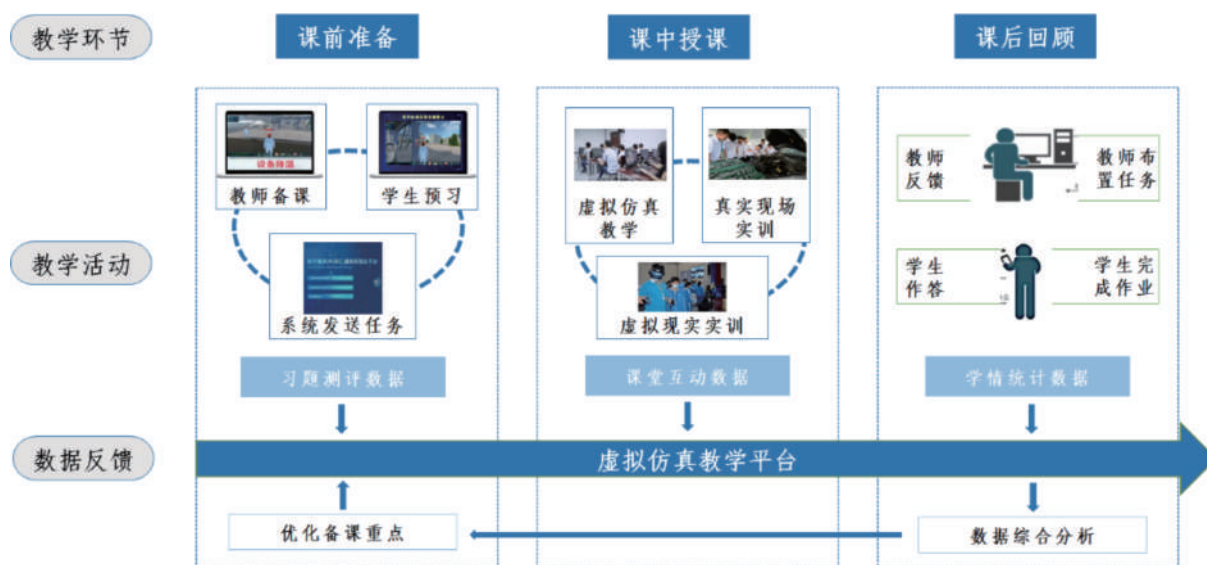 教学环节
课前准备
课中授课
课后回顾
教学活动
设备降温
教师备课
学生预习
系统发送任务
虚拟仿真
教学
真实现场
实训
虚拟现实实训
教师
反馈
教师布
置任务
学生
作答
学生完
成作业
习题测评数据
课堂互动数据
学情统计数据
数据反馈
虚拟仿真教学平台
优化备课重点
数据综合分析